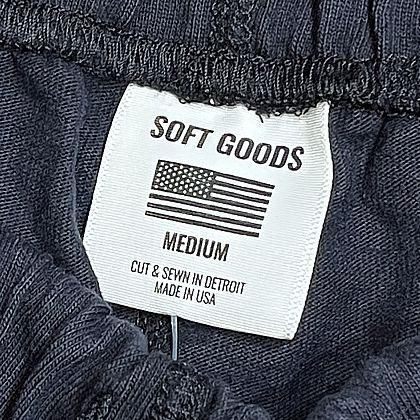 SOFT GOODS
MEDIUM
CUT & SEWN IN DETROIT
MADE IN USA